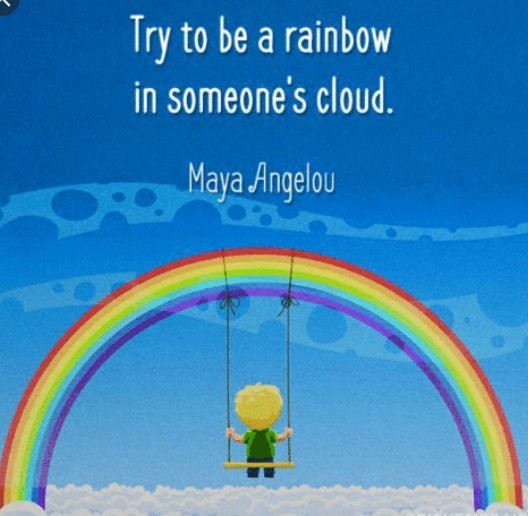 Try to be a rainbow
in someone's cloud.
Maya Angelou